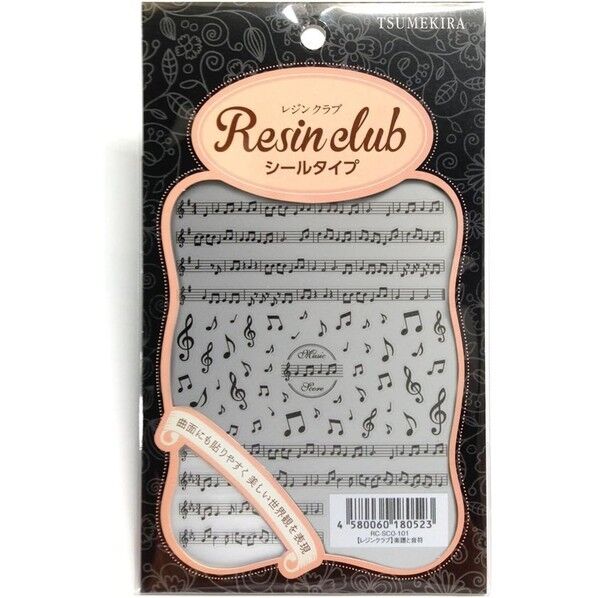 TSUMEKIRA
レジンクラブ
Resin club
シールタイプ
Music
Score
曲面にも貼りやすく美しい世界観を表現
4 580060 180523
RC-SCO-101
【レジンクラブ】楽譜と音符